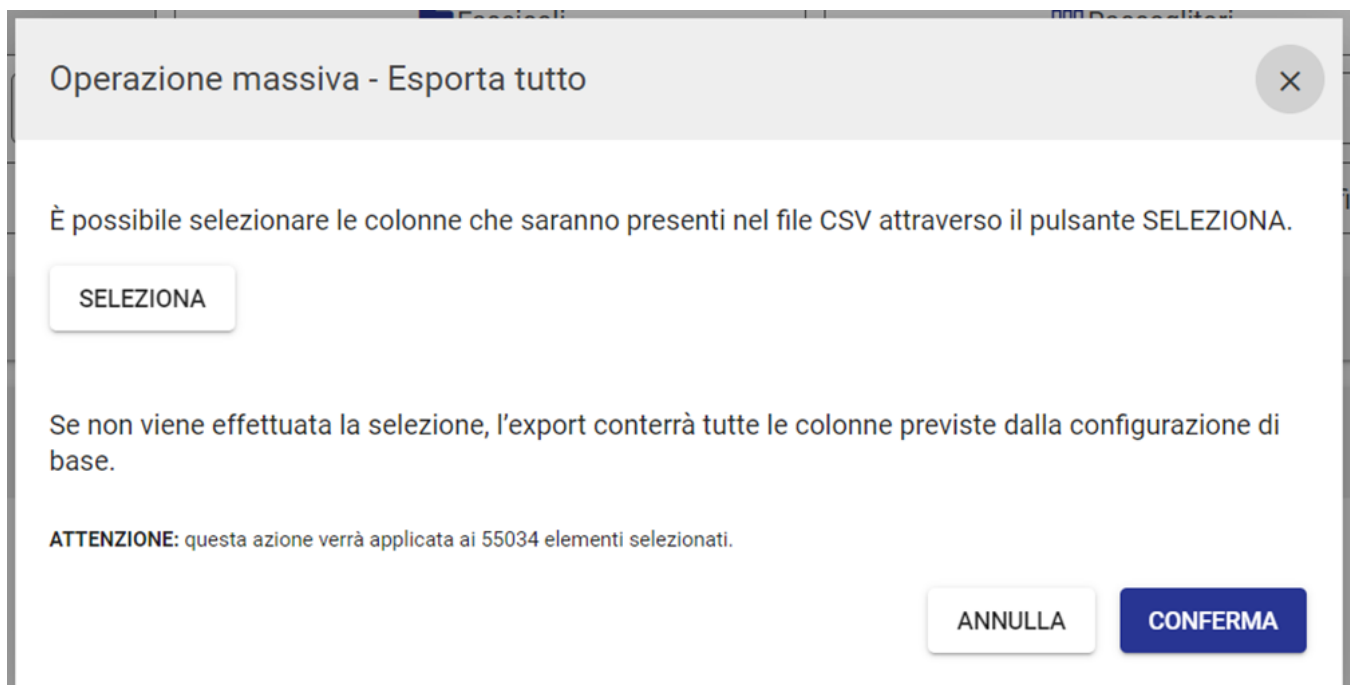 Operazione massiva - Esporta tutto
È possibile selezionare le colonne che saranno presenti nel file CSV attraverso il pulsante SELEZIONA.
SELEZIONA
Se non viene effettuata la selezione, l’export conterrà tutte le colonne previste dalla configurazione di
base.
ATTENZIONE: questa azione verrà applicata ai 55034 elementi selezionati.
ANNULLA CONFERMA